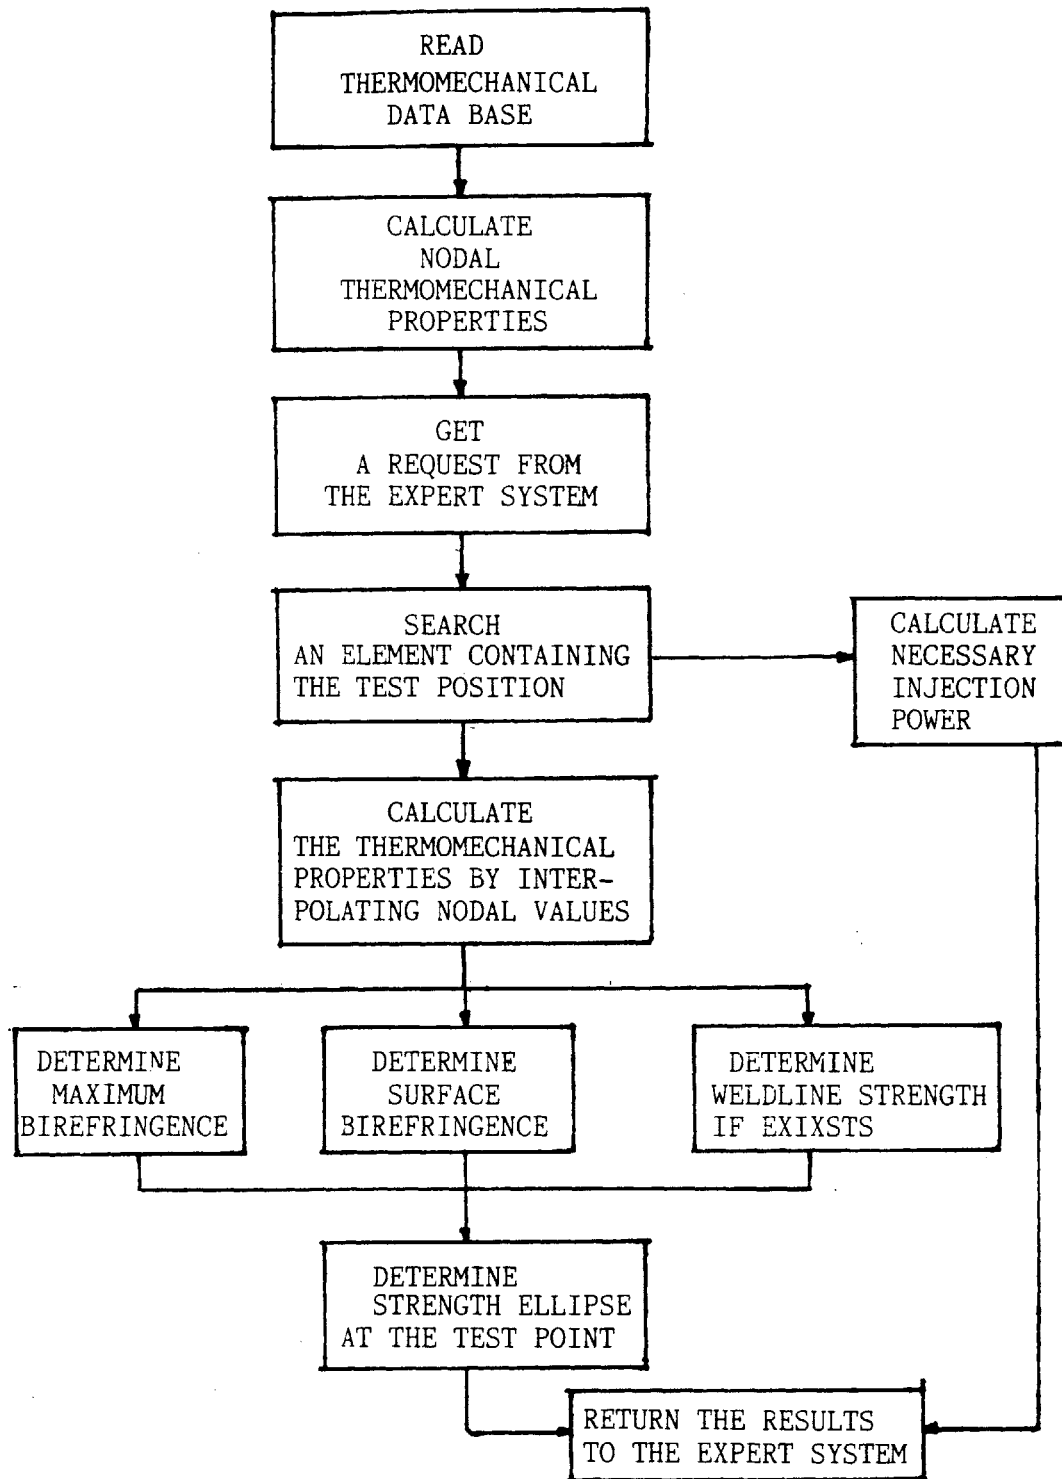 READ
THERMOMECHANICAL
DATA BASE
CALCULATE
NODAL
THERMOMECHANICAL
PROPERTIES
GET
A REQUEST FROM
THE EXPERT SYSTEM
SEARCH
AN ELEMENT CONTAINING
THE TEST POSITION
CALCULATE
NECESSARY
INJECTION
POWER
CALCULATE
THE THERMOMECHANICAL
PROPERTIES BY INTER-
POLATING NODAL VALUES
DETERMINE
MAXIMUM
BIREFRINGENCE
DETERMINE
SURFACE
BIREFRINGENCE
DETERMINE
WELDLINE STRENGTH
IF EXIXSTS
DETERMINE
STRENGTH ELLIPSE
AT THE TEST POINT
RETURN THE RESULTS
TO THE EXPERT SYSTEM